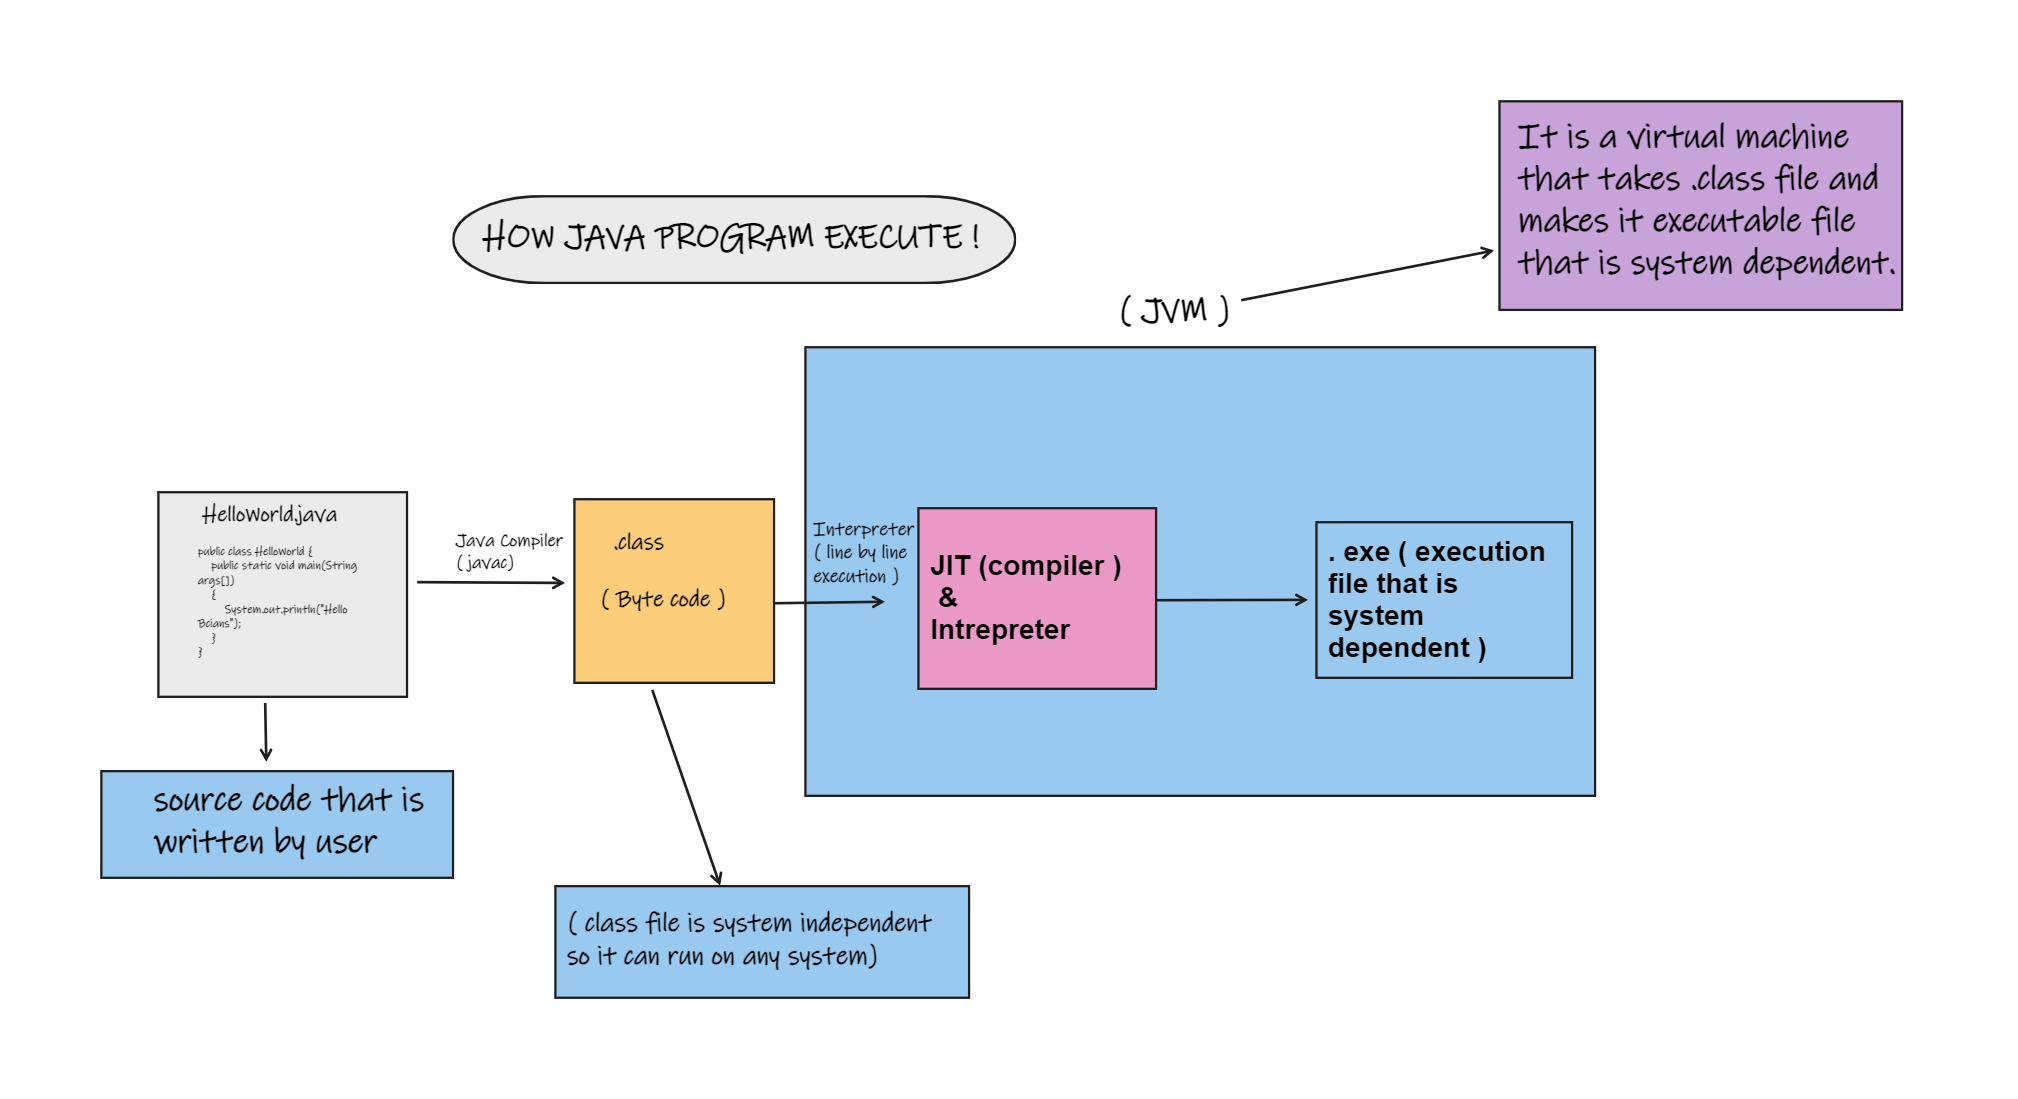 HOW JAVA PROGRAM EXECUTE !
It is a virtual machine
that takes .class file and
makes it executable file
that is system dependent.
( JVM )
HelloWorld.java
public class HelloWorld {
public static void main(String
args[])
{
System.out.println("Hello
Bcians");
}
}
Java Compiler
(javac)
.class
( Byte code )
Interpreter
( line by line
execution )
JIT (compiler )
&
Intrepreter
. exe ( execution
file that is
system
dependent )
source code that is
written by user
( class file is system independent
so it can run on any system)